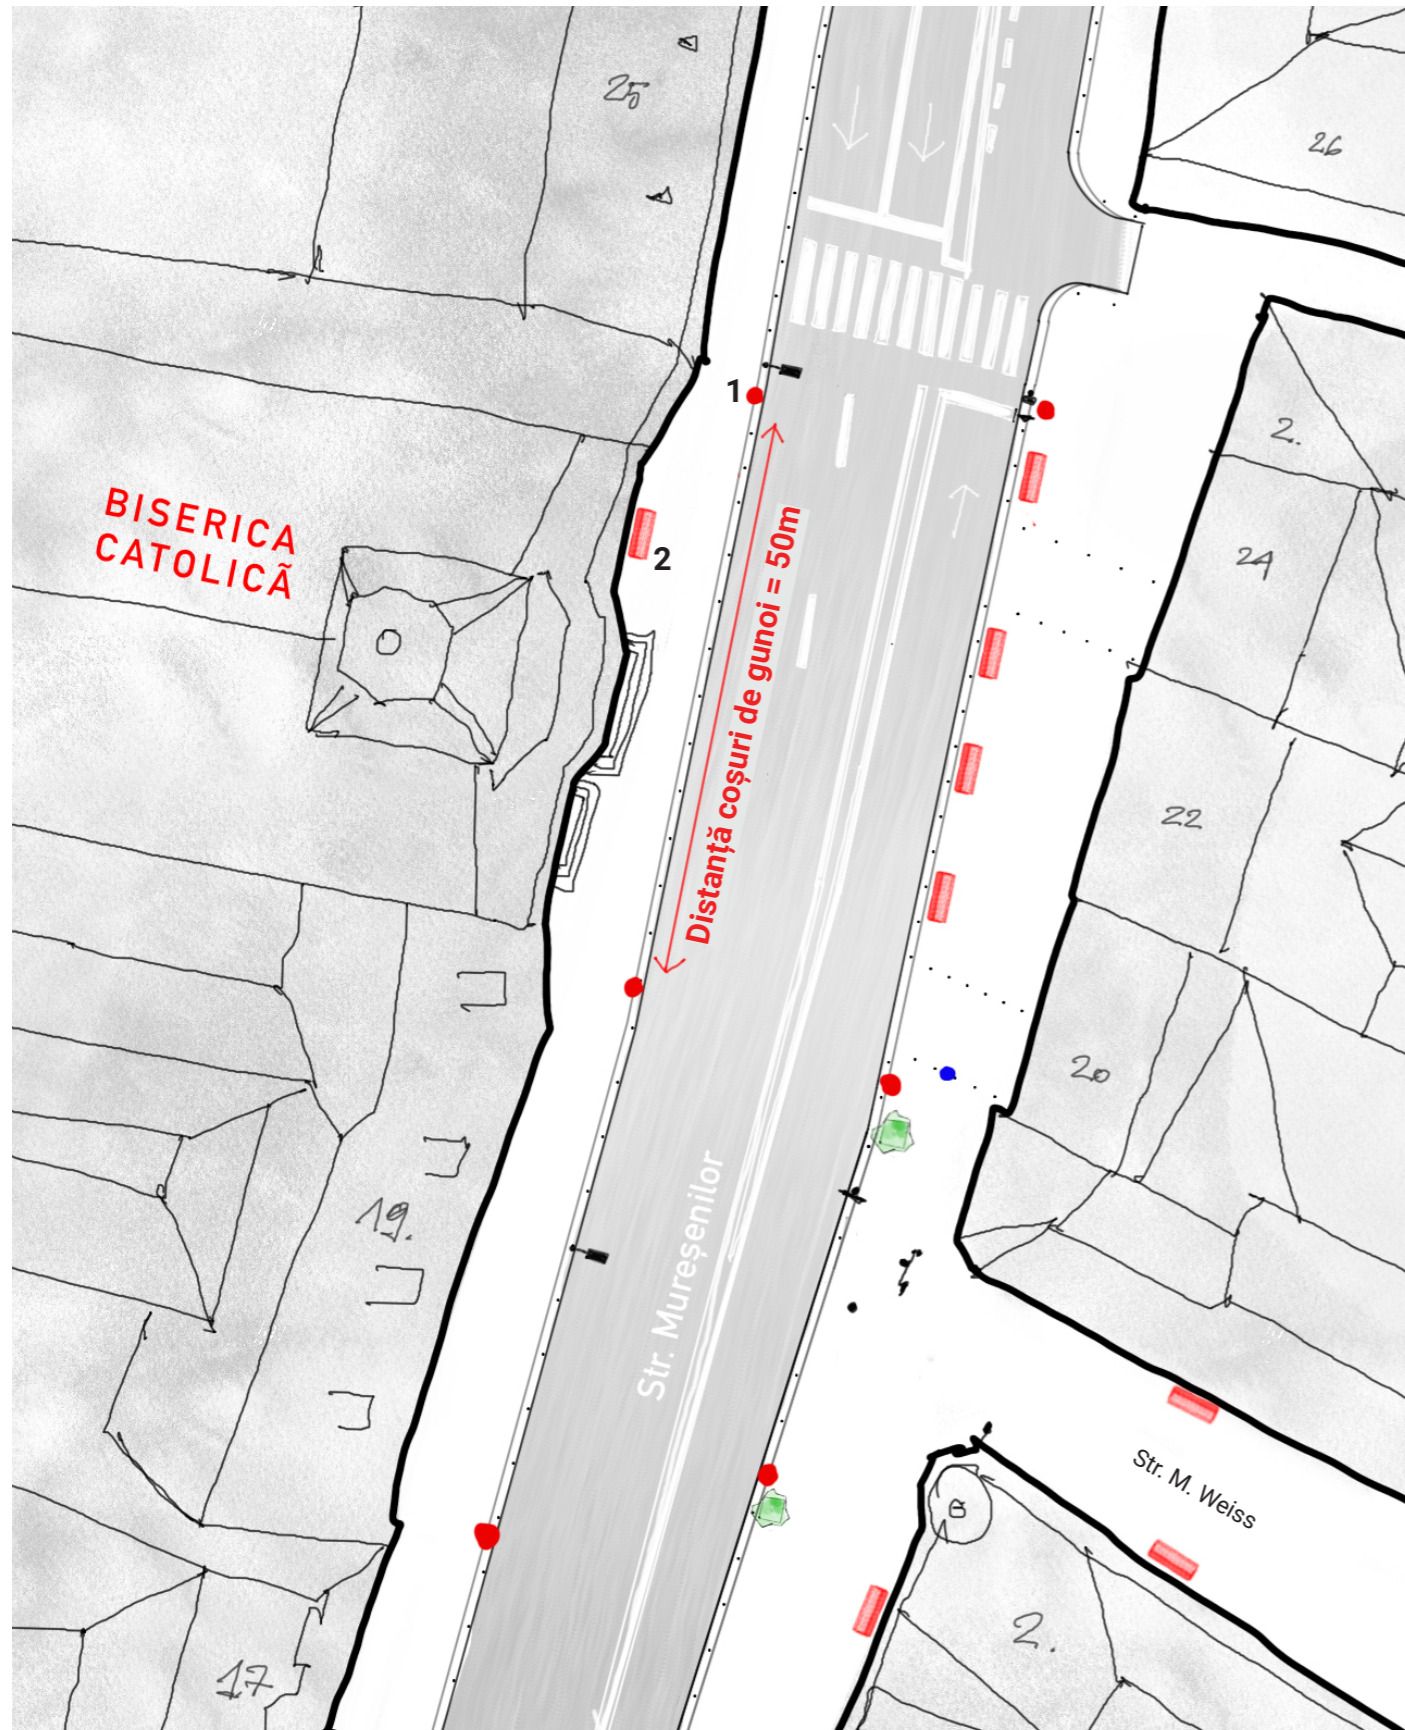 25
26
1
2.
BISERICA
CATOLICĂ
2
24
Distanță coșuri de gunoi = 50m
22
20
19.
Str. Mureșenilor
Str. M. Weiss
2.
17